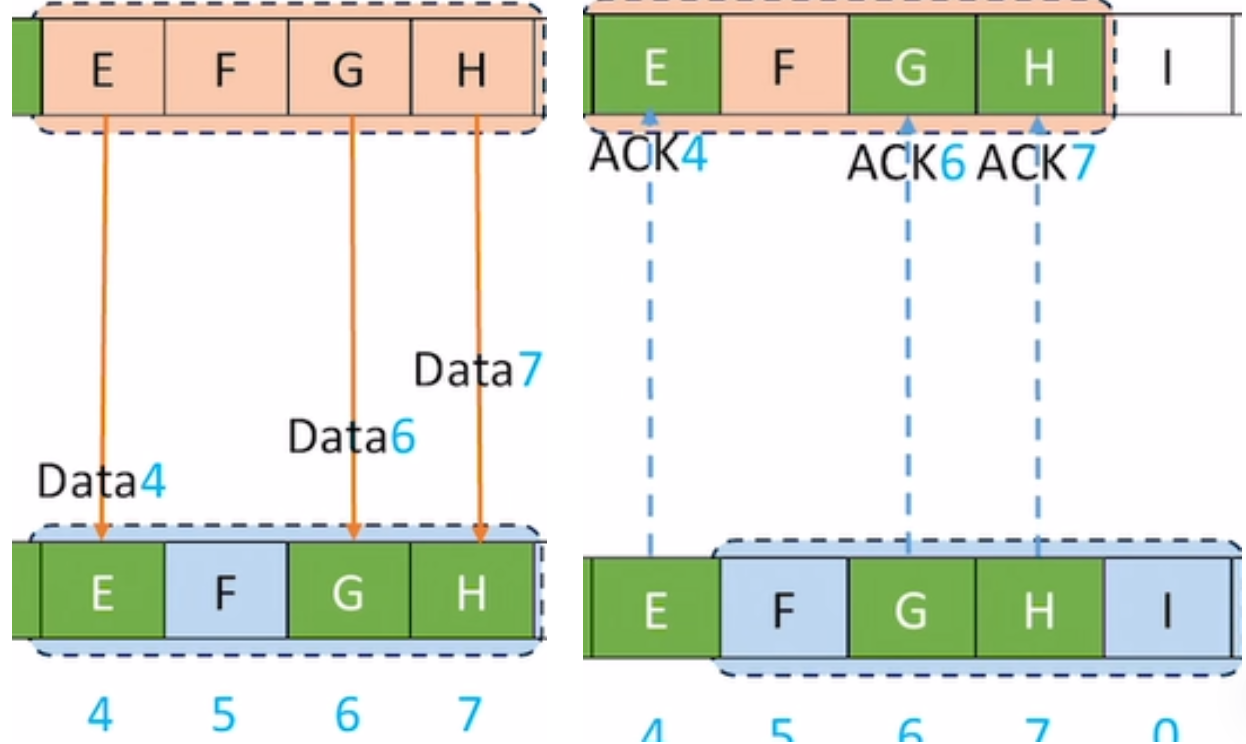 E F G H
Data7
Data6
Data4
E F G H
4 5 6 7
E F G H I
ACK4 ACK6 ACK7
E F G H I
4 5 6 7 0